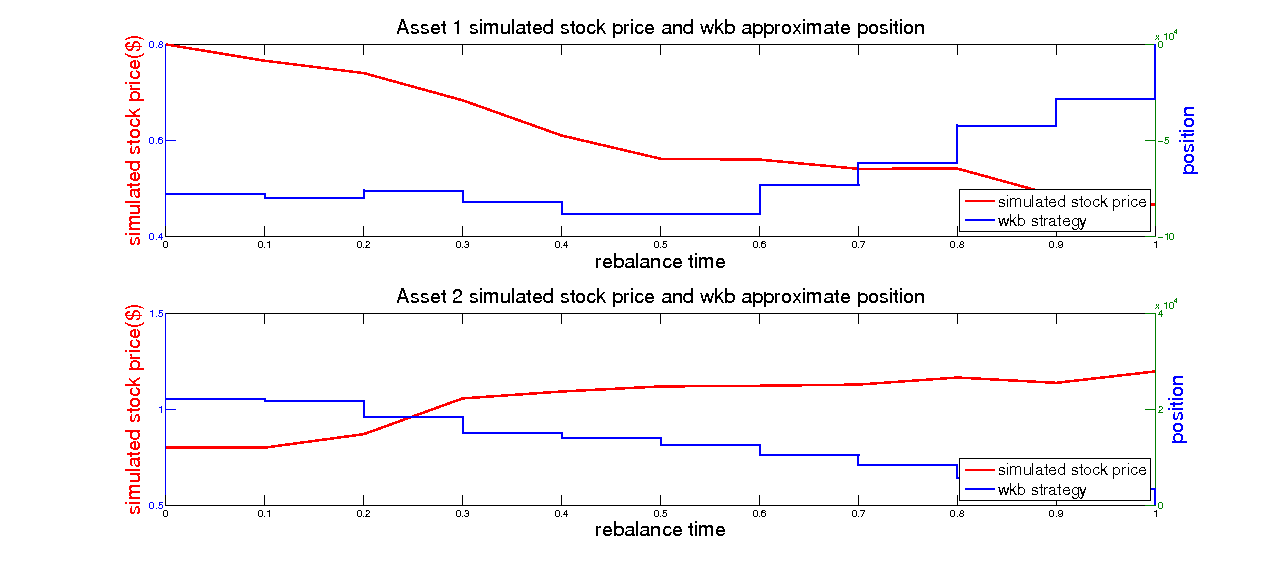 Asset 1 simulated stock price and wkb approximate position
x 10^4
simulated stock price($)
0.8
0.6
0.4
0
-5
-10
position
simulated stock price
wkb strategy
0 0.1 0.2 0.3 0.4 0.5 0.6 0.7 0.8 0.9 1
rebalance time
Asset 2 simulated stock price and wkb approximate position
x 10^4
simulated stock price($)
1.5
1
0.5
4
2
0
position
simulated stock price
wkb strategy
0 0.1 0.2 0.3 0.4 0.5 0.6 0.7 0.8 0.9 1
rebalance time